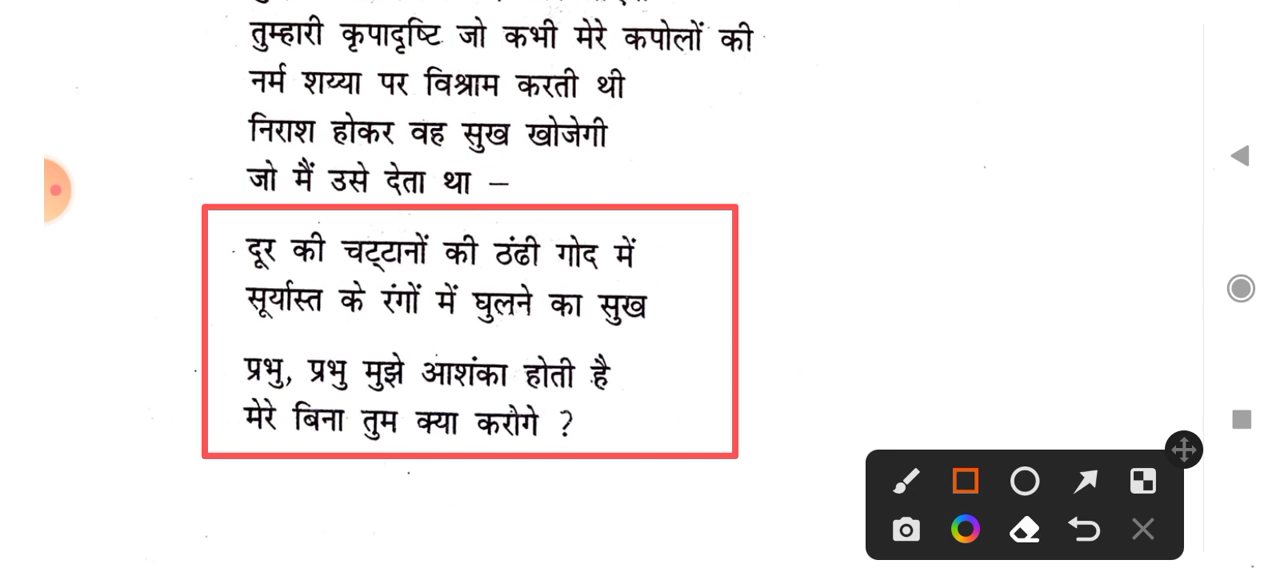 तुम्हारी कृपादृष्टि जो कभी मेरे कपोलों की
नर्म शय्या पर विश्राम करती थी
निराश होकर वह सुख खोजेगी
जो मैं उसे देता था –
दूर की चट्टानों की ठंढी गोद में
सूर्यास्त के रंगों में घुलने का सुख
प्रभु, प्रभु मुझे आशंका होती है
मेरे बिना तुम क्या करोगे ?